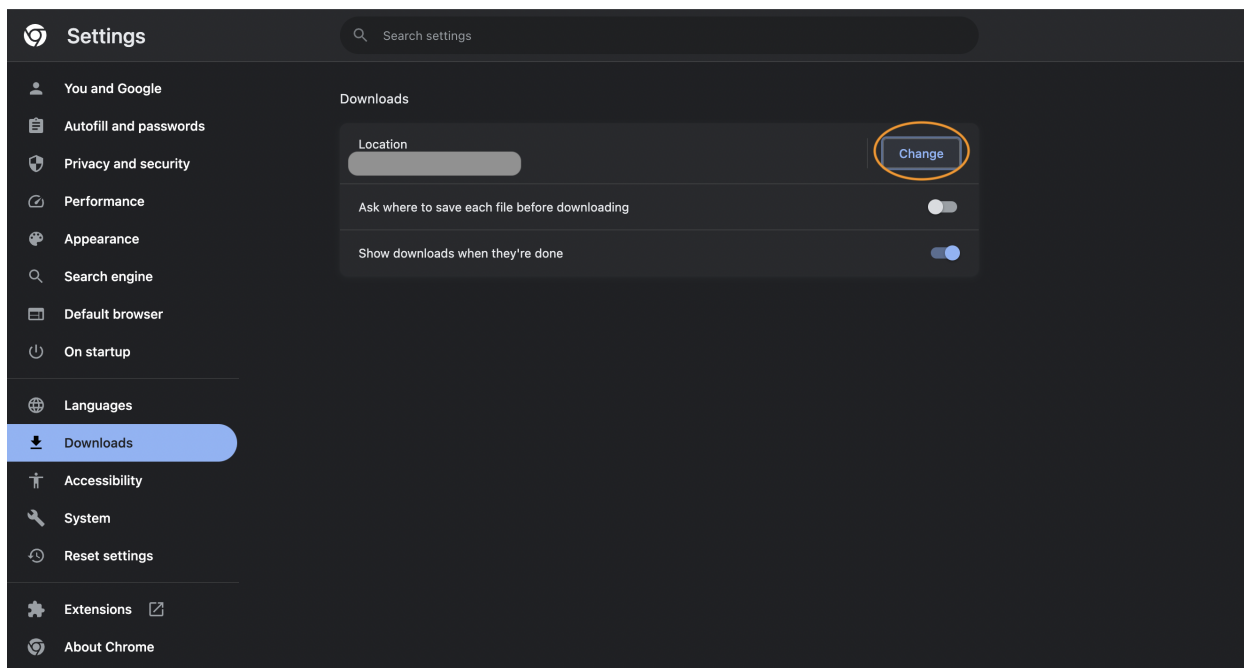 Settings
Search settings
You and Google
Autofill and passwords
Privacy and security
Performance
Appearance
Search engine
Default browser
On startup
Languages
Downloads
Accessibility
System
Reset settings
Extensions
About Chrome
Downloads
Location
Change
Ask where to save each file before downloading
Show downloads when they're done